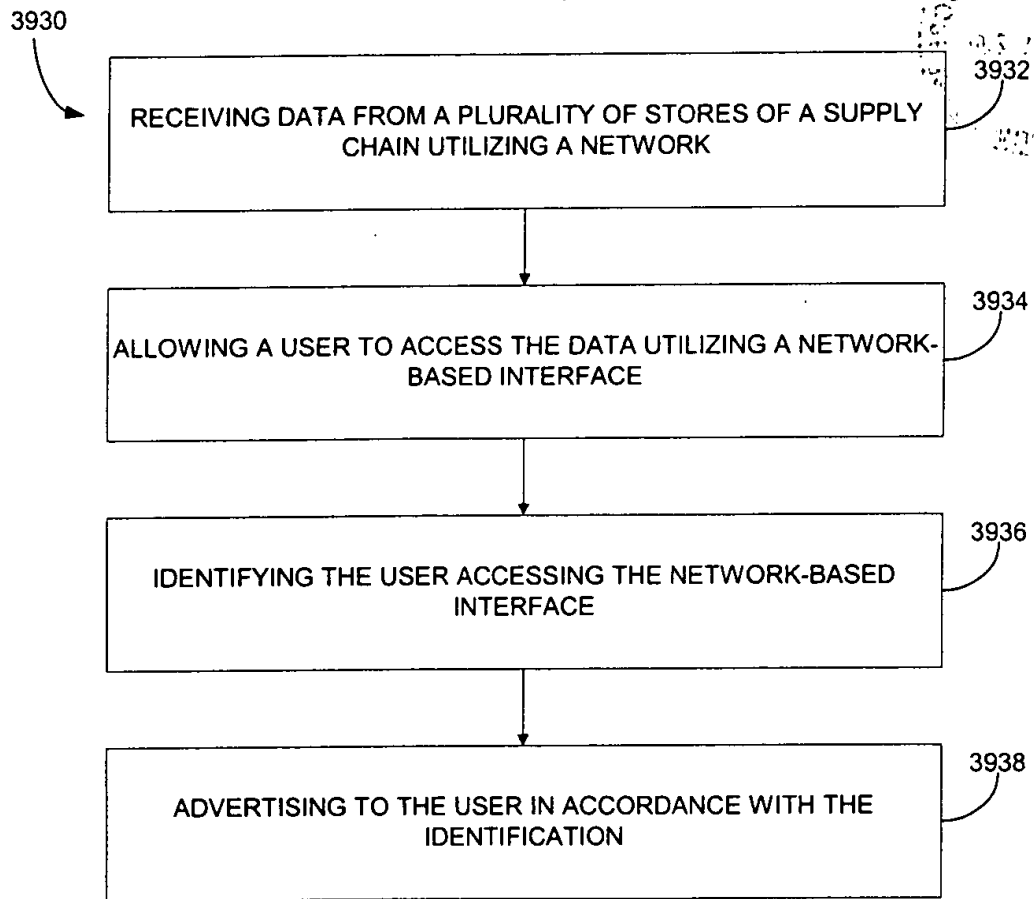 3930
3932
RECEIVING DATA FROM A PLURALITY OF STORES OF A SUPPLY
CHAIN UTILIZING A NETWORK
3934
ALLOWING A USER TO ACCESS THE DATA UTILIZING A NETWORK-
BASED INTERFACE
3936
IDENTIFYING THE USER ACCESSING THE NETWORK-BASED
INTERFACE
3938
ADVERTISING TO THE USER IN ACCORDANCE WITH THE
IDENTIFICATION